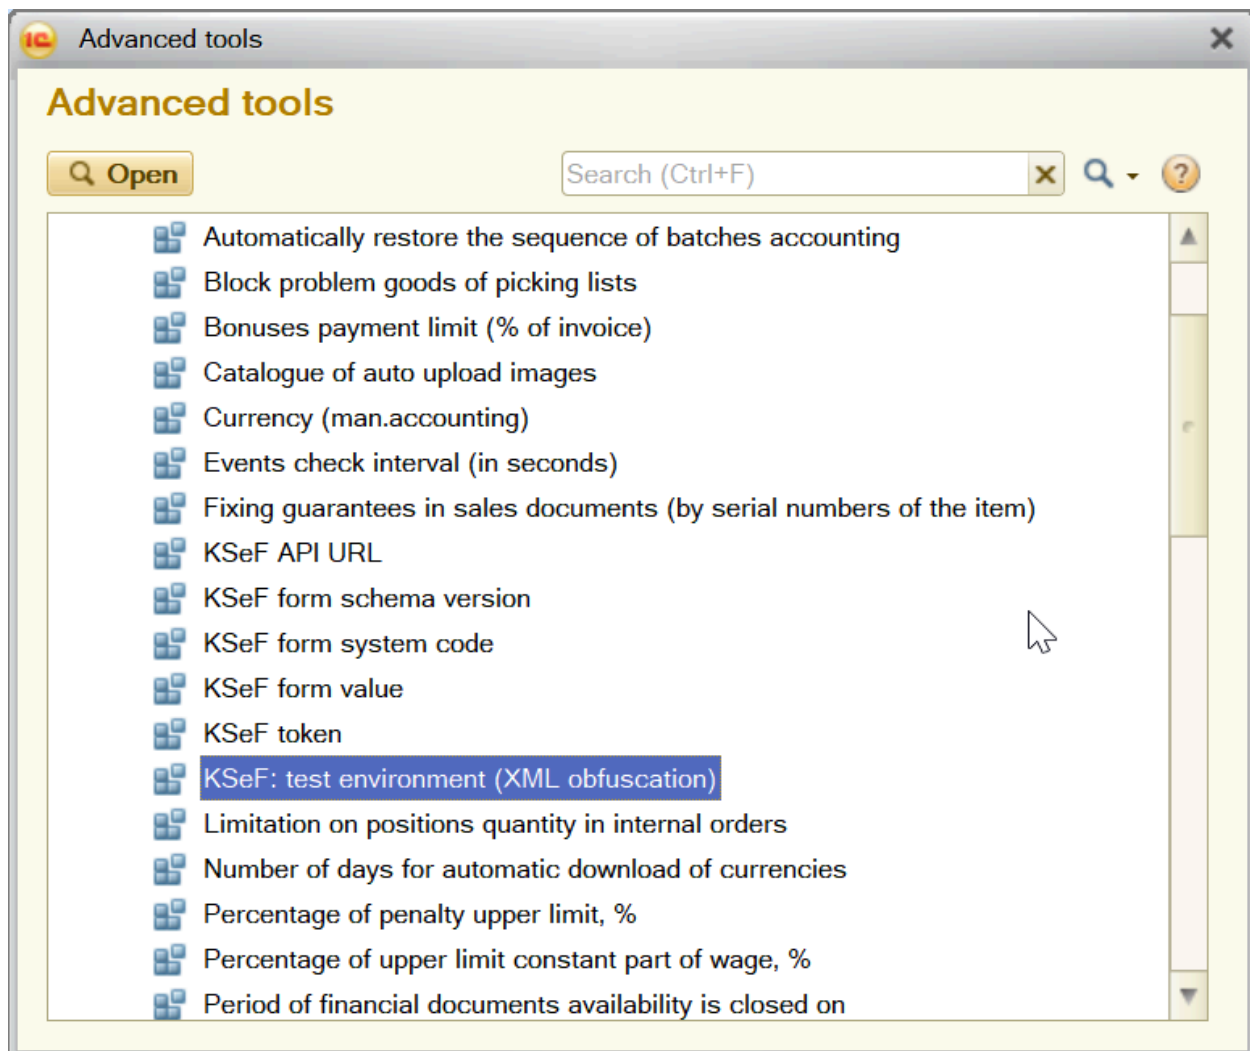 1C Advanced tools
Advanced tools
Open Search (Ctrl+F) ?
Automatically restore the sequence of batches accounting
Block problem goods of picking lists
Bonuses payment limit (% of invoice)
Catalogue of auto upload images
Currency (man.accounting)
Events check interval (in seconds)
Fixing guarantees in sales documents (by serial numbers of the item)
KSeF API URL
KSeF form schema version
KSeF form system code
KSeF form value
KSeF token
KSeF: test environment (XML obfuscation)
Limitation on positions quantity in internal orders
Number of days for automatic download of currencies
Percentage of penalty upper limit, %
Percentage of upper limit constant part of wage, %
Period of financial documents availability is closed on